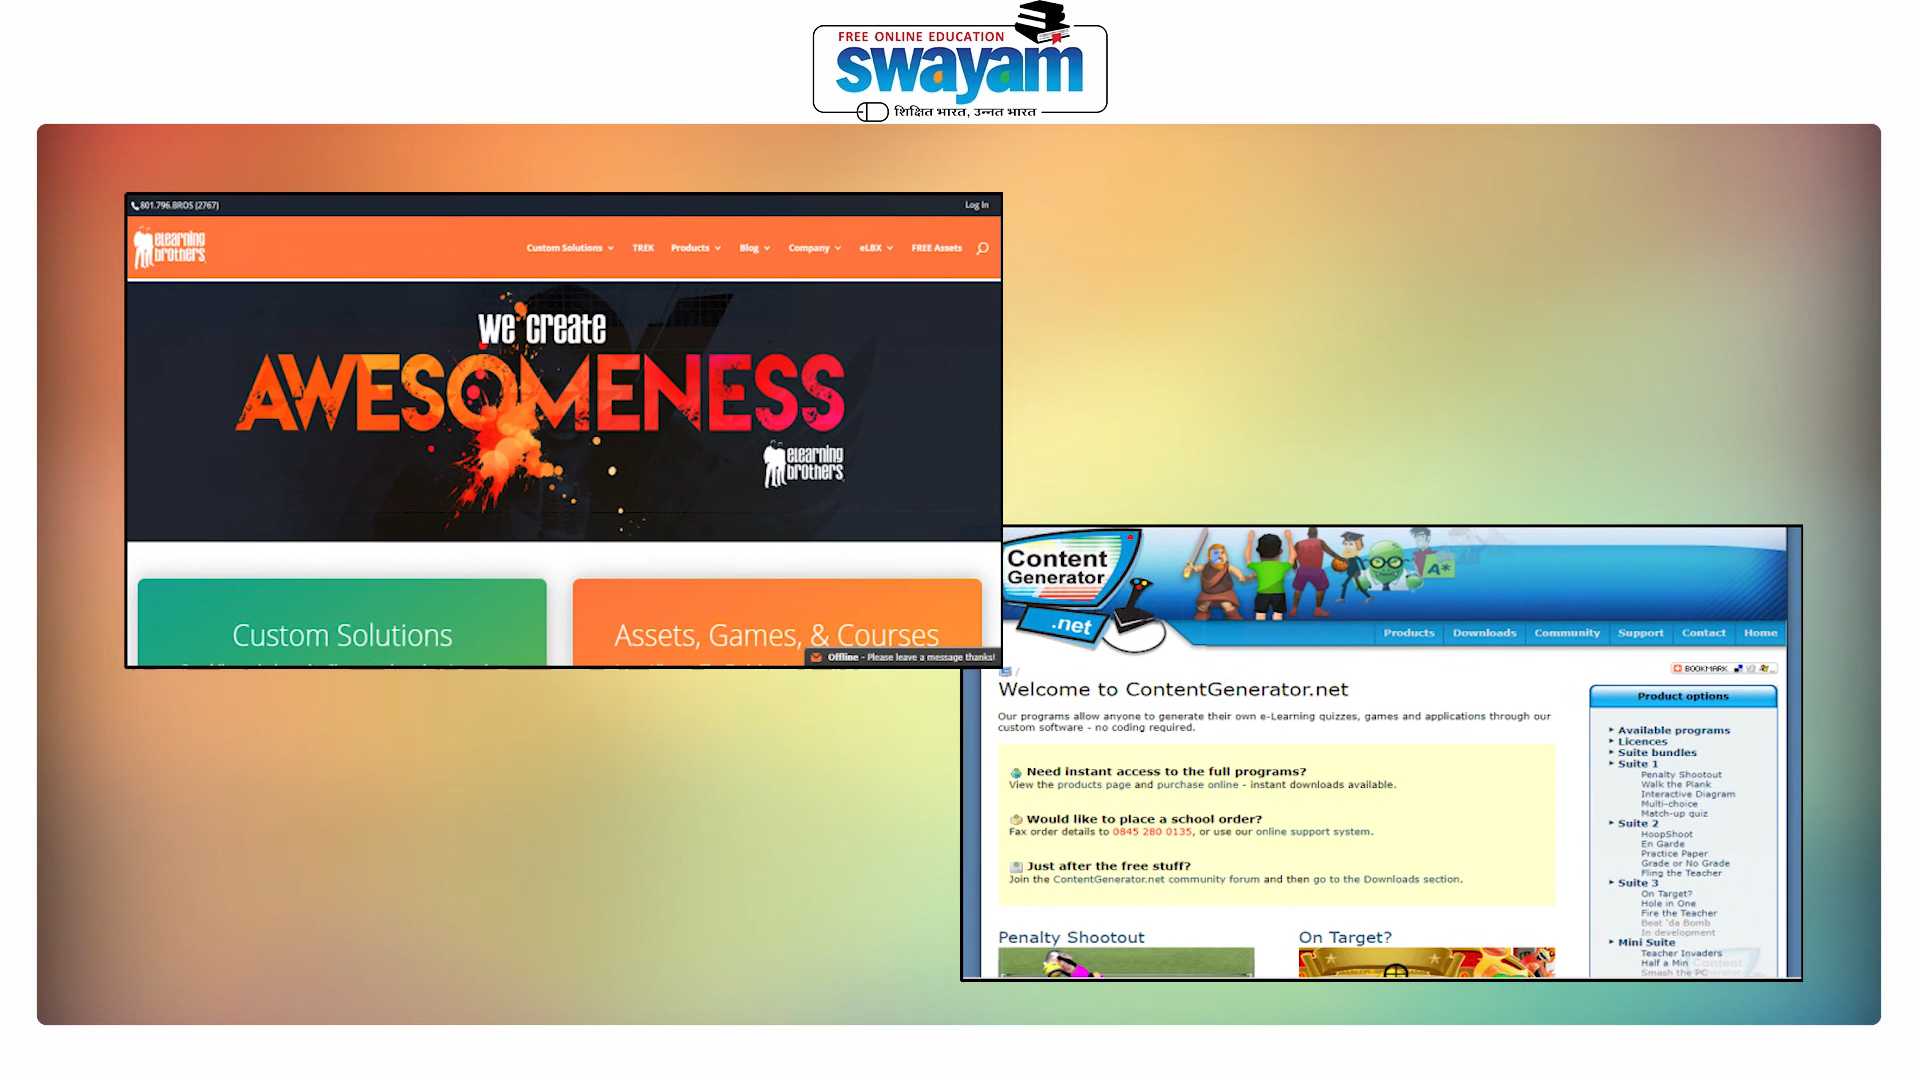 FREE ONLINE EDUCATION
swayam
शिक्षित भारत, उन्नत भारत
801.796.BROS (2767)
Log In
eLearning brothers
Custom Solutions
TREK
Products
Blog
Company
eLBX
FREE Assets
we create
AWESOMENESS
eLearning
brothers
Custom Solutions
Assets, Games, & Courses
Offline - Please leave a message thanks!
Content
Generator
.net
A*
Products
Downloads
Community
Support
Contact
Home
BOOKMARK
Welcome to ContentGenerator.net
Our programs allow anyone to generate their own e-Learning quizzes, games and applications through our
custom software - no coding required.
Need instant access to the full programs?
View the products page and purchase online - instant downloads available.
Would like to place a school order?
Fax order details to 0845 280 0135, or use our online support system.
Just after the free stuff?
Join the ContentGenerator.net community forum and then go to the Downloads section.
Penalty Shootout
On Target?
Product options
Available programs
Licences
Suite bundles
Suite 1
Penalty Shootout
Walk the Plank
Interactive Diagram
Multi-choice
Match-up quiz
Suite 2
HoopShoot
En Garde
Practice Paper
Grade or No Grade
Fling the Teacher
Suite 3
On Target?
Hole in One
Fire the Teacher
Beat 'da Bomb
In development
Mini Suite
Teacher Invaders
Half a Min
Smash the PC